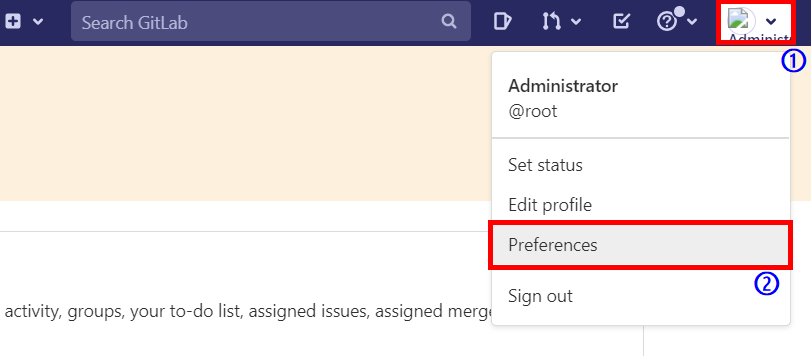 Search GitLab
Administ
①
Administrator
@root
Set status
Edit profile
Preferences
②
Sign out
activity, groups, your to-do list, assigned issues, assigned merg